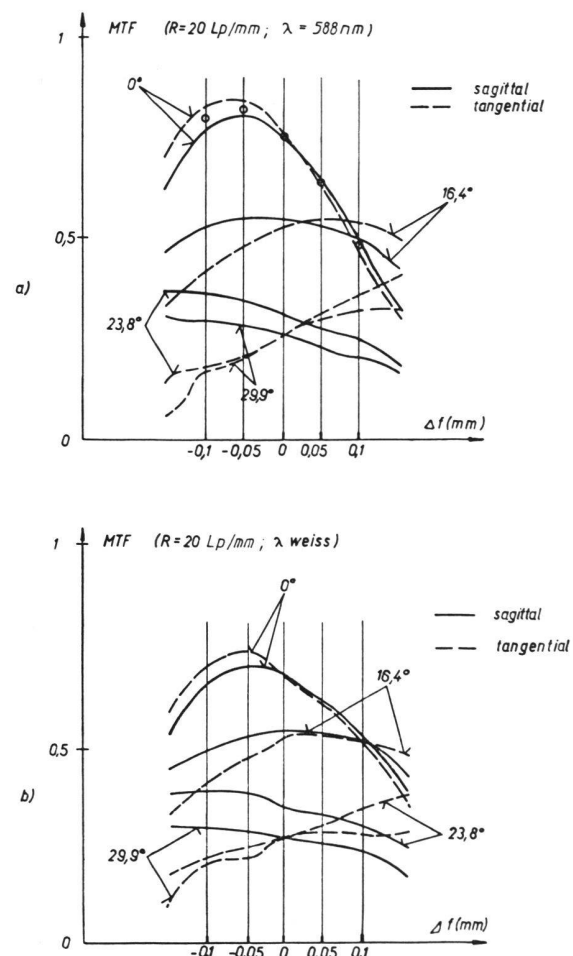 1
MTF (R=20 Lp/mm ; λ = 588nm)
0°
sagittal
tangential
16,4°
0,5
a)
23,8°
29,9°
Δf(mm)
0
-0,1 -0,05 0 0,05 0,1
1
MTF (R=20 Lp/mm ; λ weiss)
0°
sagittal
tangential
16,4°
0,5
b)
23,8°
29,9°
Δf(mm)
0
-0,1 -0,05 0 0,05 0,1